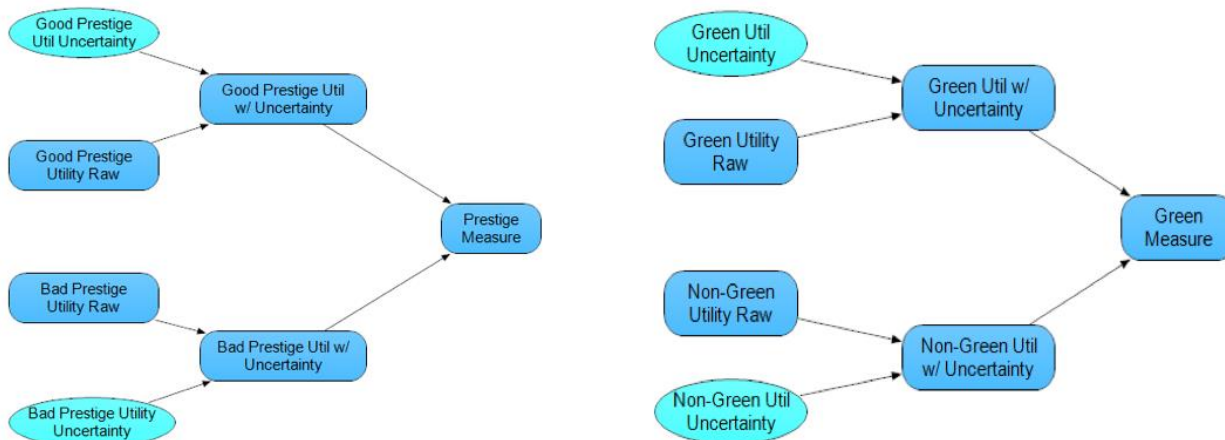 Good Prestige
Util Uncertainty
Good Prestige Util
w/ Uncertainty
Good Prestige
Utility Raw
Prestige
Measure
Bad Prestige
Utility Raw
Bad Prestige Util w/
Uncertainty
Bad Prestige Utility
Uncertainty
Green Util
Uncertainty
Green Util w/
Uncertainty
Green Utility
Raw
Green
Measure
Non-Green
Utility Raw
Non-Green Util
w/ Uncertainty
Non-Green Util
Uncertainty